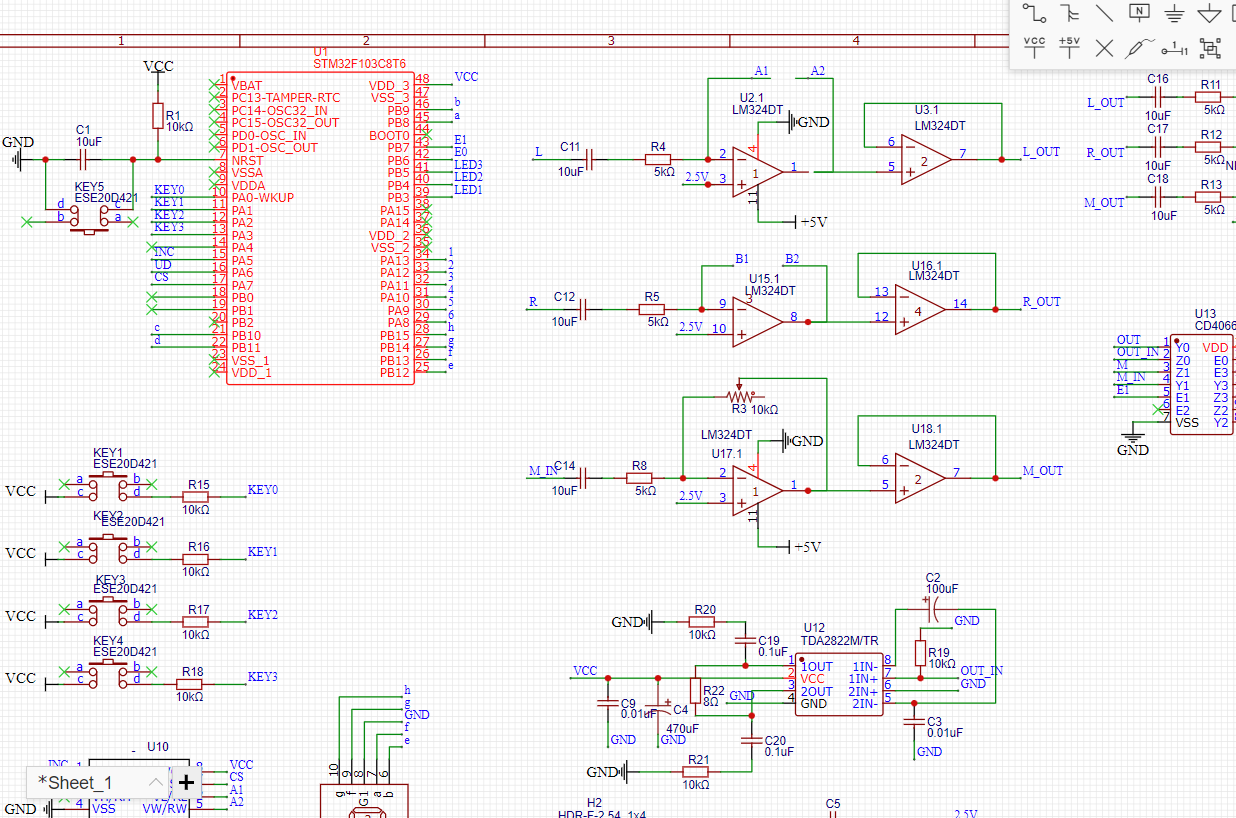 N
VCC
+5V
1
2
3
4
U1
STM32F103C8T6
VCC
R1
10kΩ
GND
C1
10uF
KEY5
ESE20D421
d
c
b
a
1 VBAT
2 PC13-TAMPER-RTC
3 PC14-OSC32_IN
4 PC15-OSC32_OUT
5 PD0-OSC_IN
6 PD1-OSC_OUT
7 NRST
8 VSSA
9 VDDA
KEY0 10 PA0-WKUP
KEY1 11 PA1
KEY2 12 PA2
KEY3 13 PA3
14 PA4
INC 15 PA5
UD 16 PA6
CS 17 PA7
18 PB0
19 PB1
20 PB2
c 21 PB10
d 22 PB11
23 VSS_1
24 VDD_1
VDD_3 48 VCC
VSS_3 47
PB9 46 b
PB8 45 a
BOOT0 44
PB7 43 E1
PB6 42 E0
PB5 41 LED3
PB4 40 LED2
PB3 39 LED1
PA15 38
PA14 37
VDD_2 36
VSS_2 35
PA13 34 1
PA12 33 2
PA11 32 3
PA10 31 4
PA9 30 5
PA8 29 6
PB15 28 h
PB14 27 g
PB13 26 f
PB12 25 e
A1
A2
U2.1
LM324DT
GND
L
C11
10uF
R4
5kΩ
2.5V
2
3
4
1
11
1
+5V
U3.1
LM324DT
6
5
2
7
L_OUT
B1
B2
U15.1
LM324DT
R
C12
10uF
R5
5kΩ
2.5V
9
10
3
8
U16.1
LM324DT
13
12
4
14
R_OUT
R3 10kΩ
LM324DT
U17.1
GND
M_IN
C14
10uF
R8
5kΩ
2.5V
2
3
4
1
11
1
+5V
U18.1
LM324DT
6
5
2
7
M_OUT
C16
L_OUT
10uF
R11
5kΩ
C17
R_OUT
10uF
R12
5kΩ
C18
M_OUT
10uF
R13
5kΩ
U13
CD4066
OUT 1 Y0 VDD
OUT_IN 2 Z0 E0
M 3 Z1 E3
M_IN 4 Y1 Y3
E1 5 E1 Z3
6 E2 Z2
7 VSS Y2
GND
KEY1
ESE20D421
VCC
a
b
c
d
R15
10kΩ
KEY0
KEY2
ESE20D421
VCC
a
b
c
d
R16
10kΩ
KEY1
KEY3
ESE20D421
VCC
a
b
c
d
R17
10kΩ
KEY2
KEY4
ESE20D421
VCC
a
b
c
d
R18
10kΩ
KEY3
GND
R20
10kΩ
C19
0.1uF
U12
TDA2822M/TR
1 1OUT 1IN- 8
2 VCC 1IN+ 7
3 2OUT 2IN+ 6
4 GND 2IN- 5
C2
100uF
GND
R19
10kΩ
OUT_IN
GND
C3
0.01uF
GND
VCC
C9
0.01uF
GND
C4
470uF
GND
R22
8Ω
GND
C20
0.1uF
GND
R21
10kΩ
H2
HDR-F-2.54_1x4
C5
2.5V
h
g
GND
f
e
10
9
8
7
6
g
f
a
b
G1
U10
INC
VCC
CS
A1
A2
GND
4 VSS
VW/RW 5
*Sheet_1
+